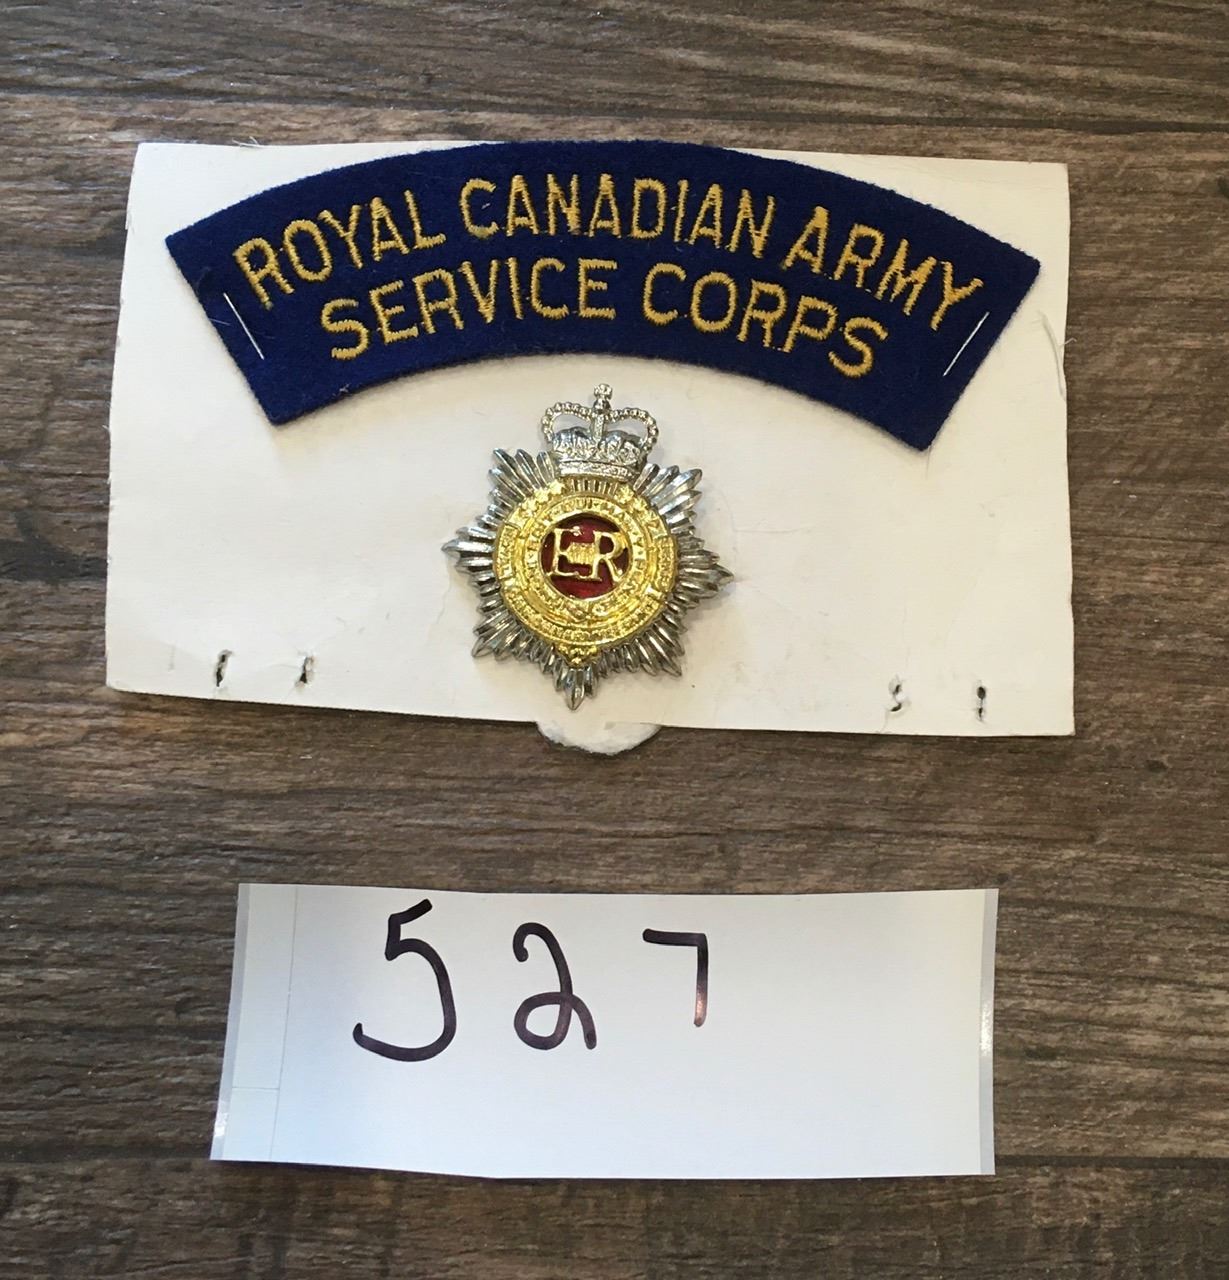 ROYAL CANADIAN ARMY
SERVICE CORPS
ER
527